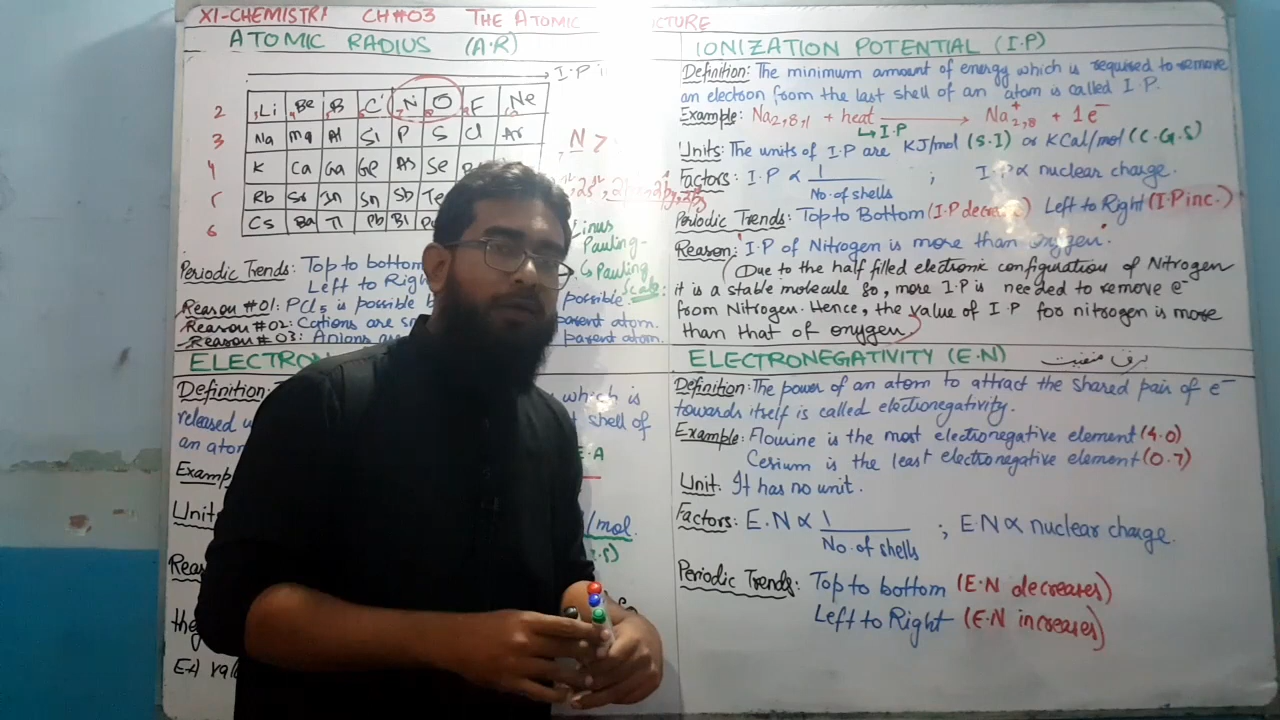 XI-CHEMISTR CH#03 THE ATOMIC CTURE
ATOMIC RADIUS (A.R)
I.P i
2 Li Be B C N O F Ne
3 Na Mg Al Si P S Cl Ar
4 K Ca Ga Ge As Se
5 Rb Sr In Sn Sb Te
6 Cs Ba Tl Pb Bi
N >
Linus
Pauling-
Pauling
Scale:
Periodic Trends: Top to bottom
Left to Righ
Reason #01: PCl5 is possible b possible.
Reason #02: Cations are sm parent atom.
Reason #03: Anions are parent atom.
ELECTRON
Definition: which is
released u t shell of
an atom
E.A
Examp
Unit /mol.
Reas
the
E.A valu
IONIZATION POTENTIAL (I.P)
Definition: The minimum amount of energy which is required to remove
an electron from the last shell of an atom is called I.P.
Example: Na2,8,1 + heat → Na+2,8 + 1e-
↳ I.P
Units: The units of I.P are KJ/mol (S.I) or KCal/mol (C.G.S)
Factors: I.P ∝ 1 / No. of shells ; I.P ∝ nuclear charge.
Periodic Trends: Top to Bottom (I.P decreases) Left to Right (I.P inc.)
Reason: I.P of Nitrogen is more than oxygen.
(Due to the half filled electronic configuration of Nitrogen
it is a stable molecule so, more I.P is needed to remove e-
from Nitrogen. Hence, the value of I.P for nitrogen is more
than that of oxygen)
ELECTRONEGATIVITY (E.N) برق منفیت
Definition: The power of an atom to attract the shared pair of e-
towards itself is called electronegativity.
Example: Flourine is the most electronegative element (4.0)
Cesium is the least electronegative element (0.7)
Unit. It has no unit.
Factors: E.N ∝ 1 / No. of shells ; E.N ∝ nuclear charge.
Periodic Trends: Top to bottom (E.N decreases)
Left to Right (E.N increases)